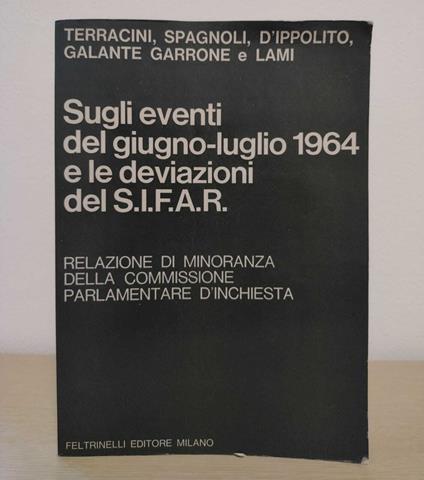 TERRACINI, SPAGNOLI, D'IPPOLITO,
GALANTE GARRONE e LAMI
Sugli eventi
del giugno-luglio 1964
e le deviazioni
del S.I.F.A.R.
RELAZIONE DI MINORANZA
DELLA COMMISSIONE
PARLAMENTARE D'INCHIESTA
FELTRINELLI EDITORE MILANO